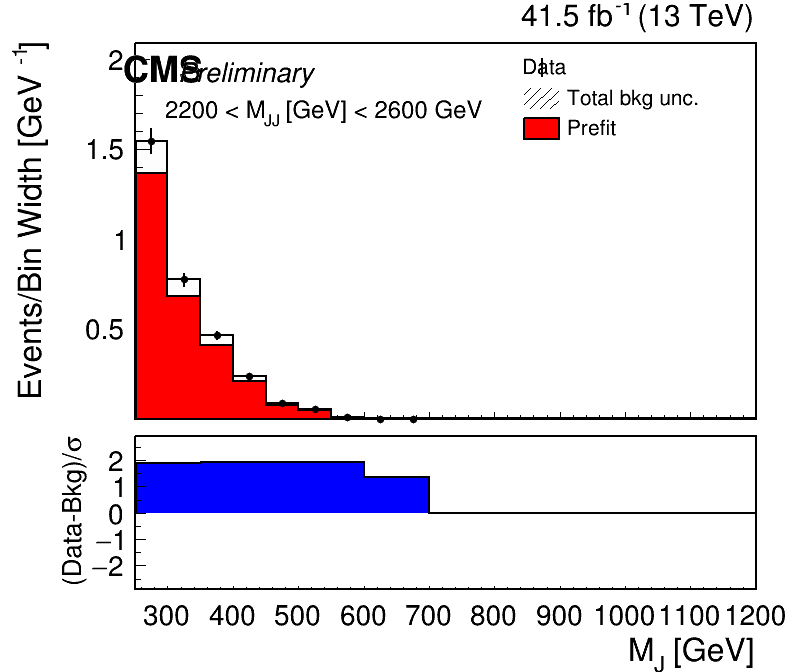 41.5 fb⁻¹ (13 TeV)
Events/Bin Width [GeV⁻¹]
2
1.5
1
0.5
CMS Preliminary
2200 < M_JJ [GeV] < 2600 GeV
Data
Total bkg unc.
Prefit
(Data-Bkg)/σ
2
1
0
−1
−2
300 400 500 600 700 800 900 1000 1100 1200
M_J [GeV]